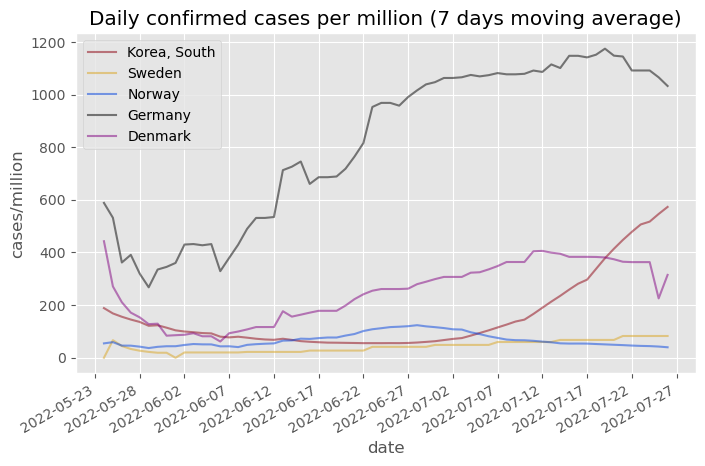 Daily confirmed cases per million (7 days moving average)
Korea, South
Sweden
Norway
Germany
Denmark
1200
1000
800
600
400
200
0
cases/million
2022-05-23
2022-05-28
2022-06-02
2022-06-07
2022-06-12
2022-06-17
2022-06-22
2022-06-27
2022-07-02
2022-07-07
2022-07-12
2022-07-17
2022-07-22
2022-07-27
date